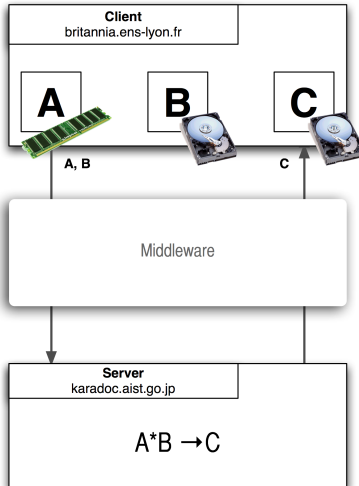 Client
britannia.ens-lyon.fr
A
B
C
A, B
C
Middleware
Server
karadoc.aist.go.jp
A*B →C